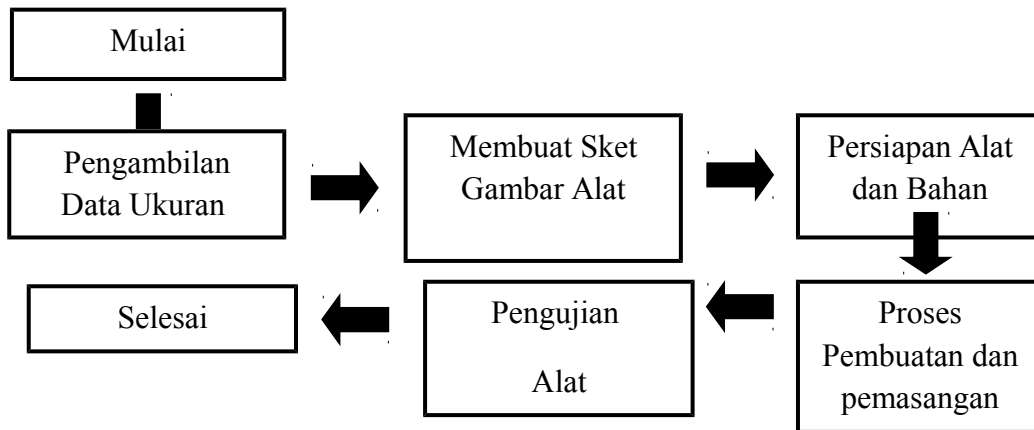 Mulai
Pengambilan
Data Ukuran
Membuat Sket
Gambar Alat
Persiapan Alat
dan Bahan
Proses
Pembuatan dan
pemasangan
Pengujian
Alat
Selesai